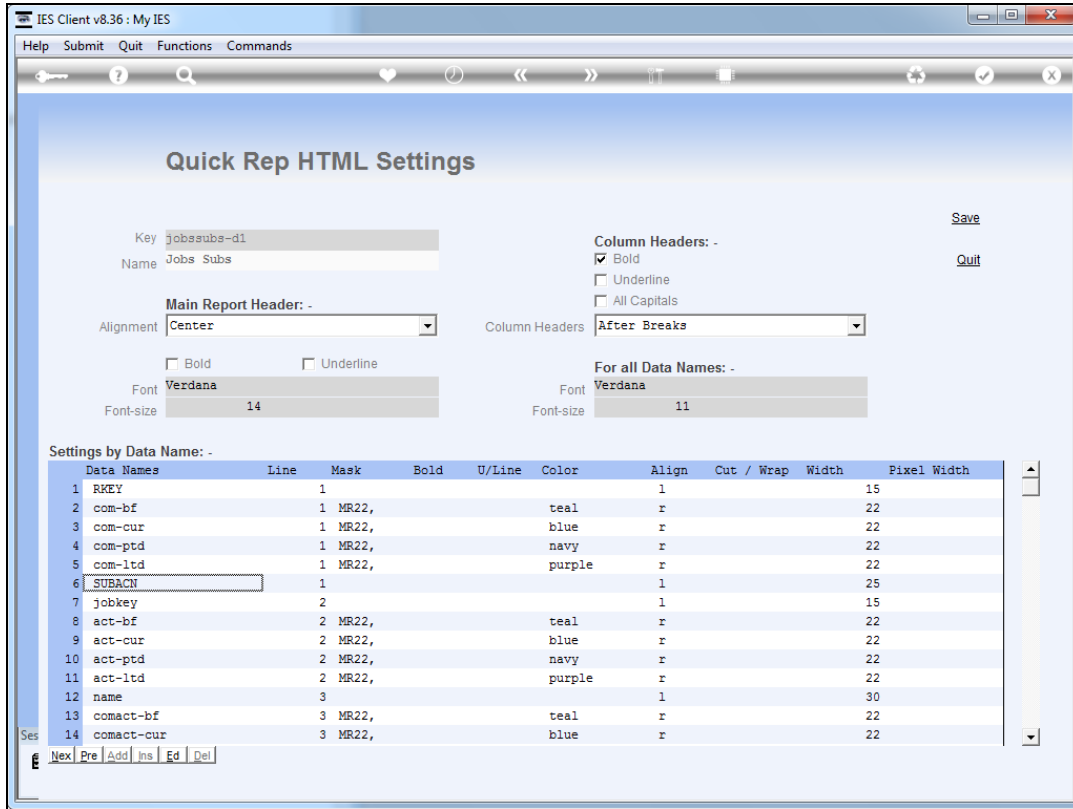 IES Client v8.36 : My IES
Help Submit Quit Functions Commands
Quick Rep HTML Settings
Save
Key jobssubs-d1
Column Headers: -
Name Jobs Subs
Bold
Quit
Underline
Main Report Header: -
All Capitals
Alignment Center
Column Headers After Breaks
Bold Underline
For all Data Names: -
Font Verdana
Font Verdana
Font-size 14
Font-size 11
Settings by Data Name: -
Data Names Line Mask Bold U/Line Color Align Cut / Wrap Width Pixel Width
1 RKEY 1 l 15
2 com-bf 1 MR22, teal r 22
3 com-cur 1 MR22, blue r 22
4 com-ptd 1 MR22, navy r 22
5 com-ltd 1 MR22, purple r 22
6 SUBACN 1 l 25
7 jobkey 2 l 15
8 act-bf 2 MR22, teal r 22
9 act-cur 2 MR22, blue r 22
10 act-ptd 2 MR22, navy r 22
11 act-ltd 2 MR22, purple r 22
12 name 3 l 30
13 comact-bf 3 MR22, teal r 22
14 comact-cur 3 MR22, blue r 22
Ses
Nex Pre Add Ins Ed Del